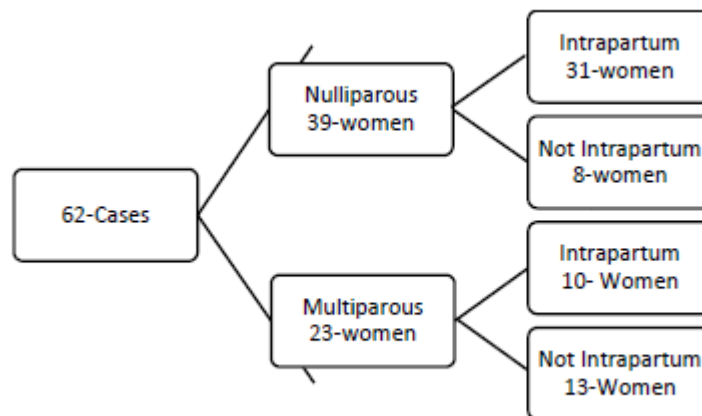 62-Cases
Nulliparous
39-women
Intrapartum
31-women
Not Intrapartum
8-women
Multiparous
23-women
Intrapartum
10- Women
Not Intrapartum
13-Women